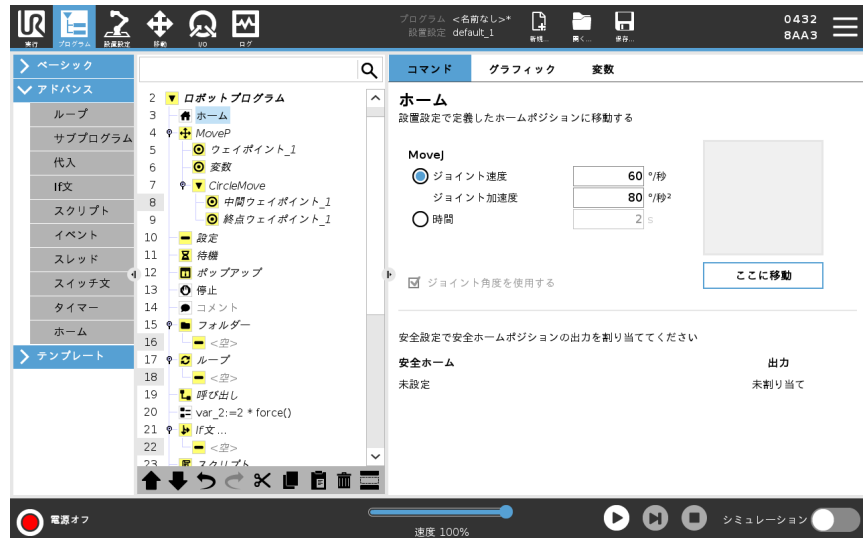 UR
プログラム <名前なし>*
設置設定 default_1
0432
8AA3
実行
プログラム
設置設定
移動
I/O
ログ
新規...
開く...
保存...
ベーシック
アドバンス
ループ
サブプログラム
代入
If文
スクリプト
イベント
スレッド
スイッチ文
タイマー
ホーム
テンプレート
2 ロボットプログラム
3 ホーム
4 MoveP
5 ウェイポイント_1
6 変数
7 CircleMove
8 中間ウェイポイント_1
9 終点ウェイポイント_1
10 設定
11 待機
12 ポップアップ
13 停止
14 コメント
15 フォルダー
16 <空>
17 ループ
18 <空>
19 呼び出し
20 var_2:=2 * force()
21 If文...
22 <空>
23 スクリプト
コマンド
グラフィック
変数
ホーム
設置設定で定義したホームポジションに移動する
MoveJ
ジョイント速度 60 °/秒
ジョイント加速度 80 °/秒²
時間 2 s
ここに移動
ジョイント角度を使用する
安全設定で安全ホームポジションの出力を割り当ててください
安全ホーム 出力
未設定 未割り当て
電源オフ
速度 100%
シミュレーション